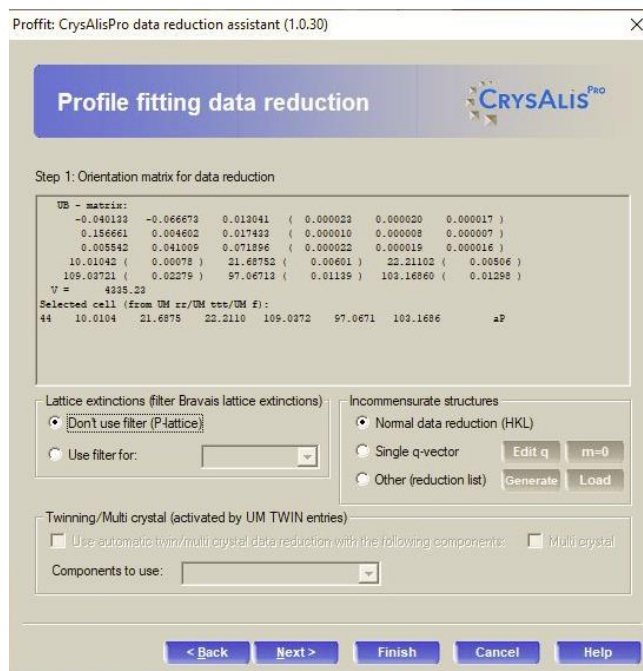 Proffit: CrysAlisPro data reduction assistant (1.0.30)
Profile fitting data reduction
CRYSALIS PRO
Step 1: Orientation matrix for data reduction
UB - matrix:
-0.040133 -0.066673 0.013041 ( 0.000023 0.000020 0.000017 )
0.156661 0.004602 0.017433 ( 0.000010 0.000008 0.000007 )
0.005542 0.041009 0.071896 ( 0.000022 0.000019 0.000016 )
10.01042 ( 0.00078 ) 21.68752 ( 0.00601 ) 22.21102 ( 0.00506 )
109.03721 ( 0.02279 ) 97.06713 ( 0.01139 ) 103.16860 ( 0.01298 )
V = 4335.23
Selected cell (from UM rr/UM ttt/UM f):
44 10.0104 21.6875 22.2110 109.0372 97.0671 103.1686 aP
Lattice extinctions (filter Bravais lattice extinctions)
Don't use filter (P-lattice)
Use filter for:
Incommensurate structures
Normal data reduction (HKL)
Single q-vector Edit q m=0
Other (reduction list) Generate Load
Twinning/Multi crystal (activated by UM TWIN entries)
Use automatic twin/multi crystal data reduction with the following components: Multi crystal
Components to use:
< Back Next > Finish Cancel Help